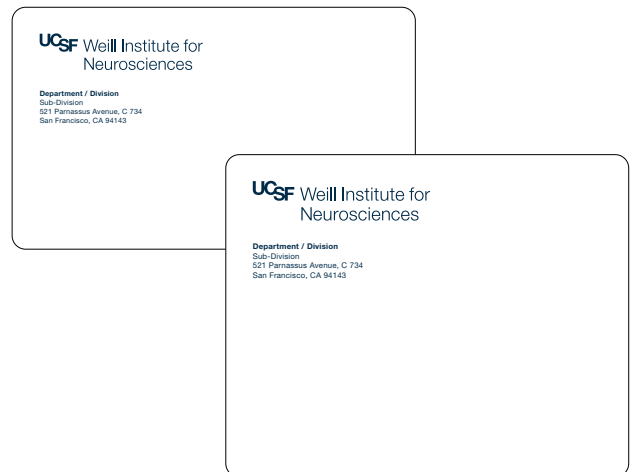 UCSF Weill Institute for
Neurosciences
Department / Division
Sub-Division
521 Parnassus Avenue, C 734
San Francisco, CA 94143
UCSF Weill Institute for
Neurosciences
Department / Division
Sub-Division
521 Parnassus Avenue, C 734
San Francisco, CA 94143